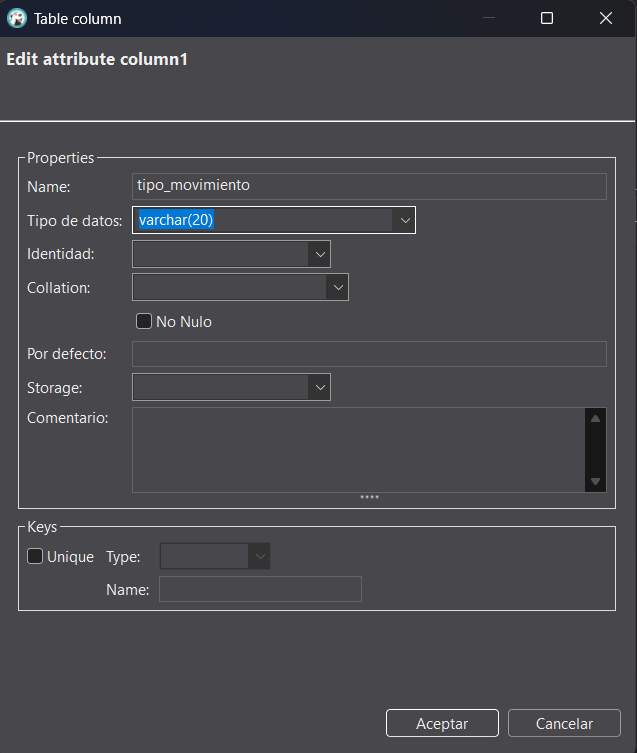 Table column
Edit attribute column1
Properties
Name: tipo_movimiento
Tipo de datos: varchar(20)
Identidad:
Collation:
No Nulo
Por defecto:
Storage:
Comentario:
Keys
Unique Type:
Name:
Aceptar Cancelar